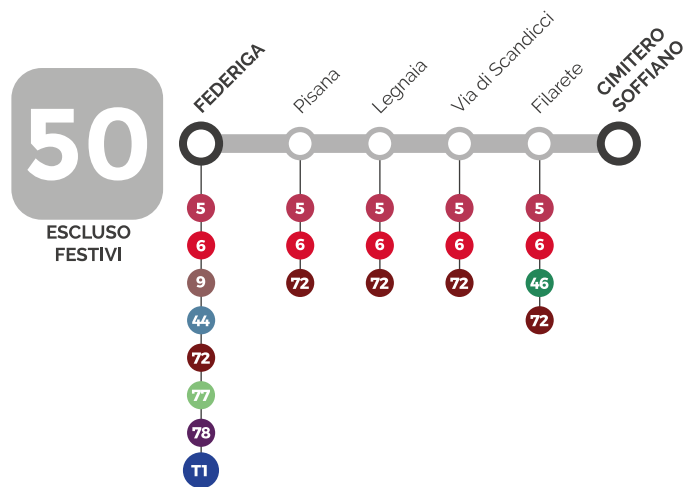 50
ESCLUSO
FESTIVI
FEDERIGA
Pisana
Legnaia
Via di Scandicci
Filarete
CIMITERO
SOFFIANO
5
6
9
44
72
77
78
T1
5
6
72
5
6
72
5
6
72
5
6
46
72